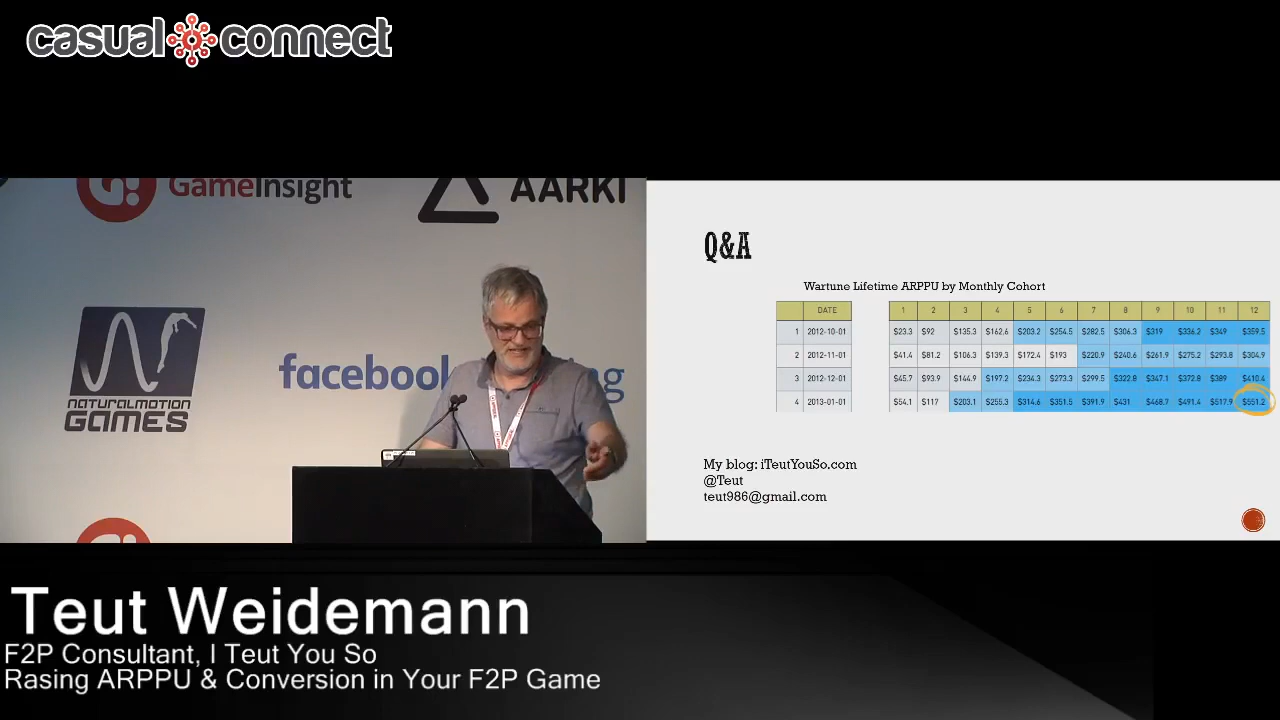 casual connect
GameInsight
AARKI
NATURALMOTION
GAMES
facebook
ing
Q&A
Wartune Lifetime ARPPU by Monthly Cohort
DATE 1 2 3 4 5 6 7 8 9 10 11 12
1 2012-10-01 $23.3 $92 $135.3 $162.6 $203.2 $254.5 $282.5 $306.3 $319 $336.2 $349 $359.5
2 2012-11-01 $41.4 $81.2 $106.3 $139.3 $172.4 $193 $220.9 $240.6 $261.9 $275.2 $293.8 $304.9
3 2012-12-01 $45.7 $93.9 $144.9 $197.2 $234.3 $273.3 $299.5 $322.8 $347.1 $372.8 $389 $410.4
4 2013-01-01 $54.1 $117 $203.1 $255.3 $314.6 $351.5 $391.9 $431 $468.7 $491.4 $517.9 $551.2
My blog: iTeutYouSo.com
@Teut
teut986@gmail.com
Teut Weidemann
F2P Consultant, I Teut You So
Rasing ARPPU & Conversion in Your F2P Game